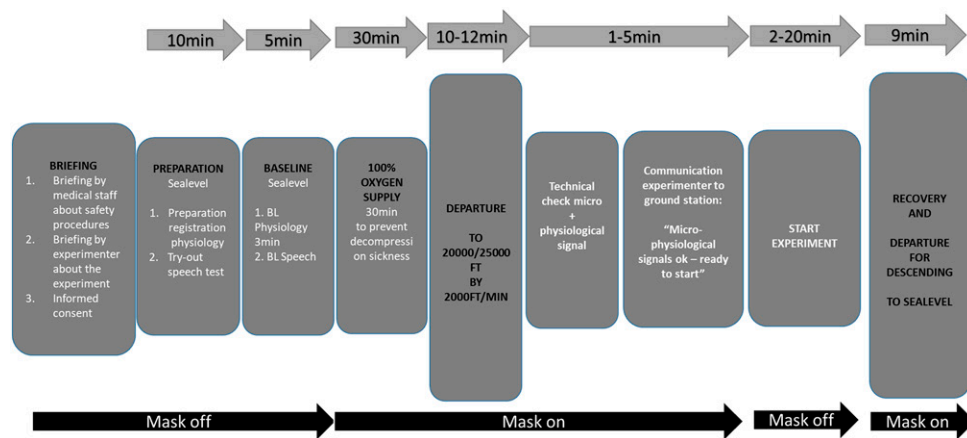 10min
5min
30min
10-12min
1-5min
2-20min
9min
BRIEFING
1. Briefing by
medical staff
about safety
procedures
2. Briefing by
experimenter
about the
experiment
3. Informed
consent
PREPARATION
Sealevel
1. Preparation
registration
physiology
2. Try-out
speech test
BASELINE
Sealevel
1. BL
Physiology
3min
2. BL Speech
100%
OXYGEN
SUPPLY
30min
to prevent
decompressi
on sickness
DEPARTURE
TO
20000/25000
FT
BY
2000FT/MIN
Technical
check micro
+
physiological
signal
Communication
experimenter to
ground station:
“Micro-
physiological
signals ok – ready
to start”
START
EXPERIMENT
RECOVERY
AND
DEPARTURE
FOR
DESCENDING
TO SEALEVEL
Mask off
Mask on
Mask off
Mask on